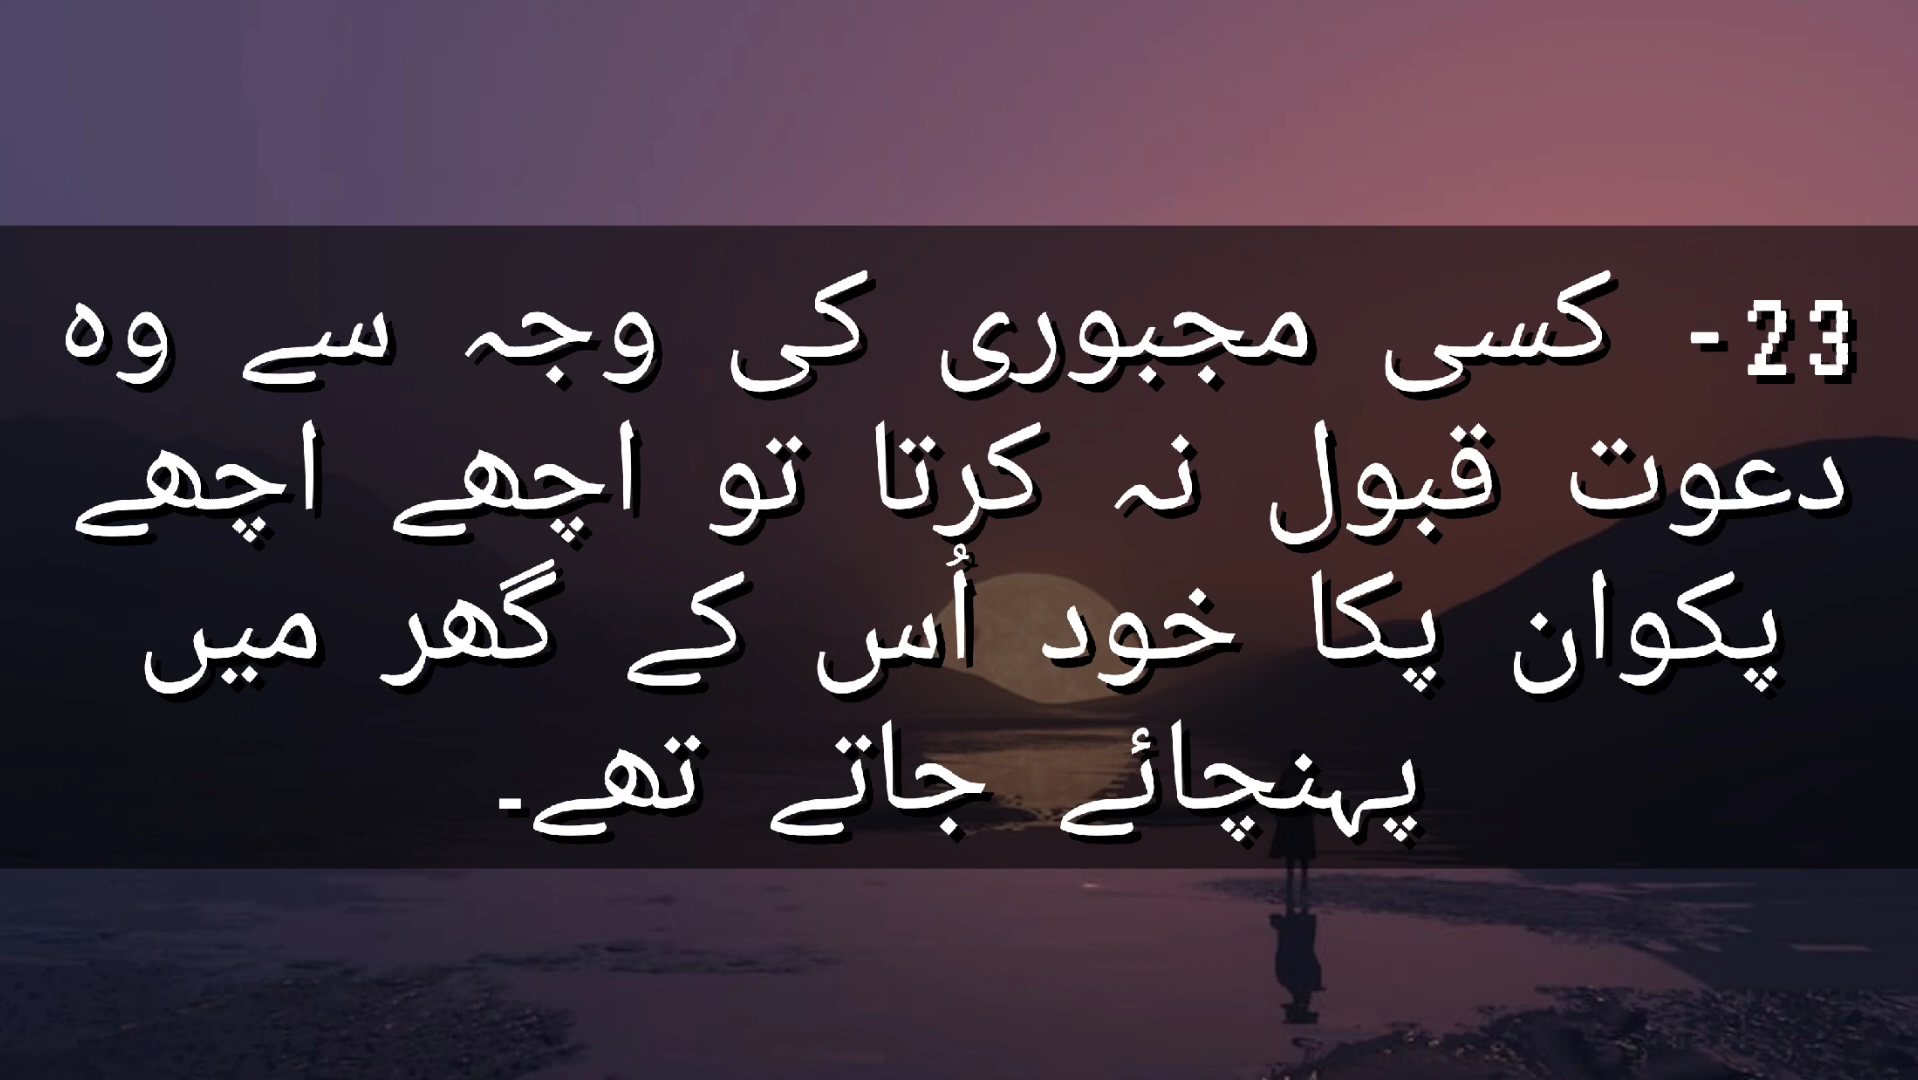 23- کسی مجبوری کی وجہ سے وہ
دعوت قبول نہ کرتا تو اچھے اچھے
پکوان پکا خود اُس کے گھر میں
پہنچائے جاتے تھے۔